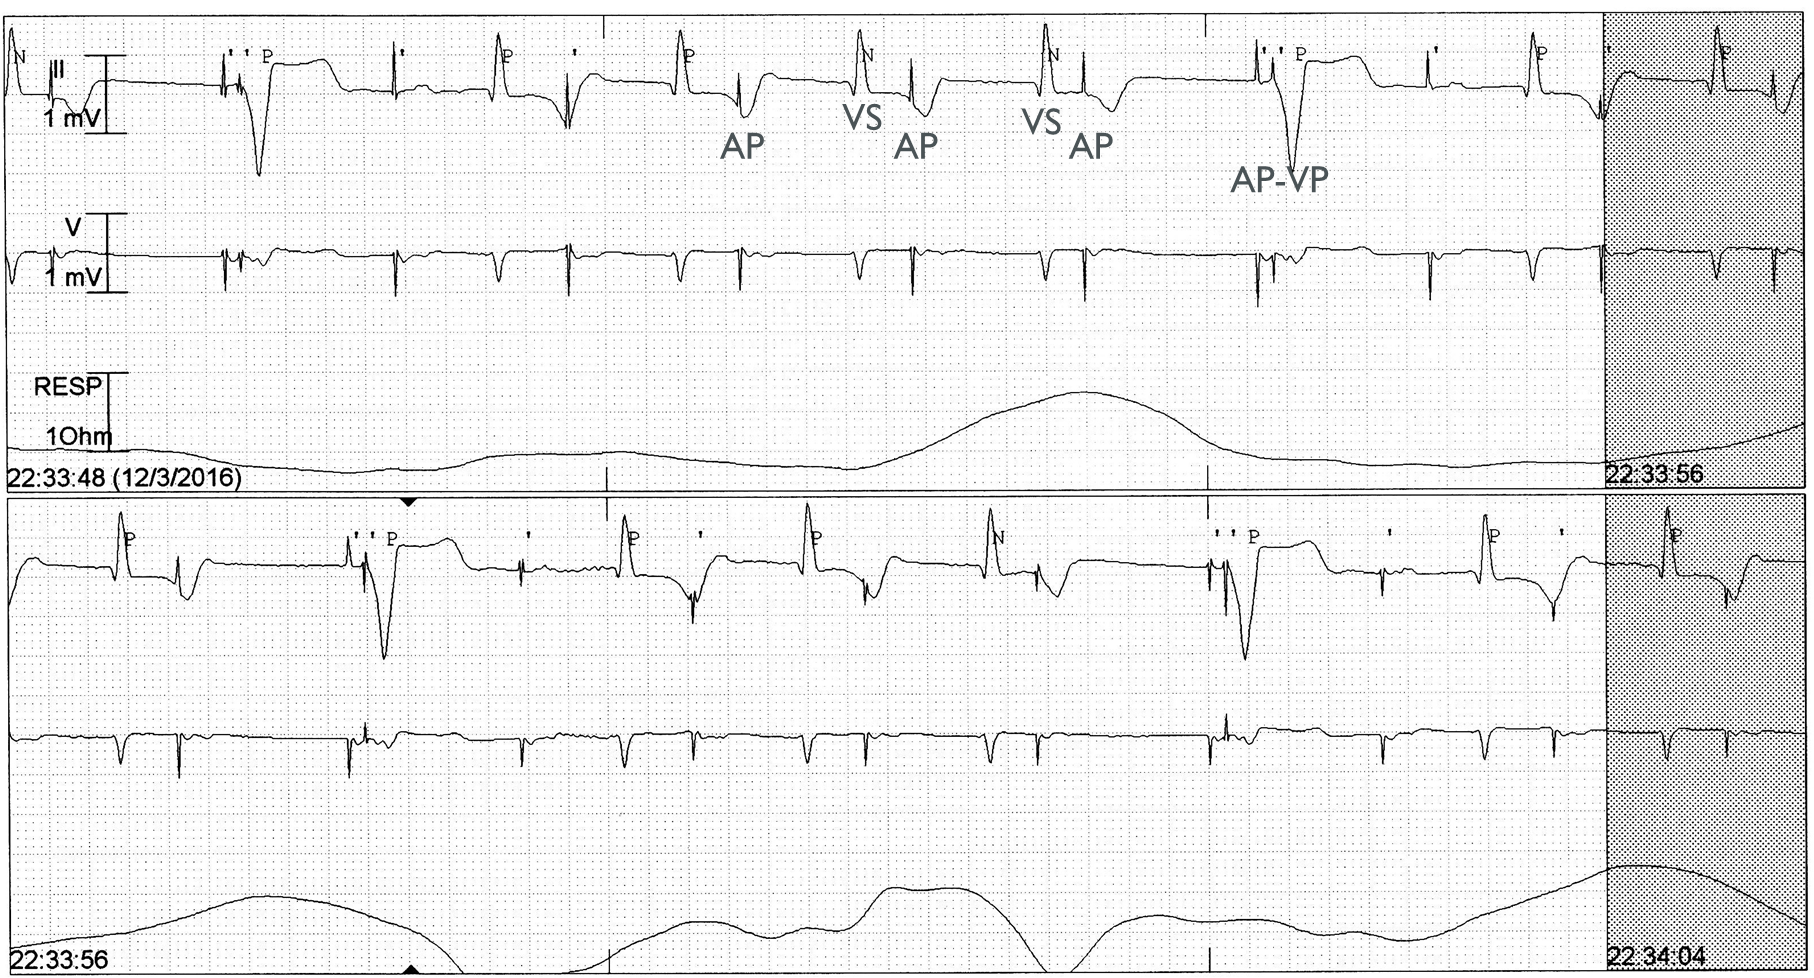 N ' ' P ' P ' P N N ' ' P ' P ' P
II
1 mV
VS VS
AP AP AP
AP-VP
V
1 mV
RESP
1Ohm
22:33:48 (12/3/2016) 22:33:56
P ' ' P ' P ' P N ' ' P ' P ' P
22:33:56 22:34:04